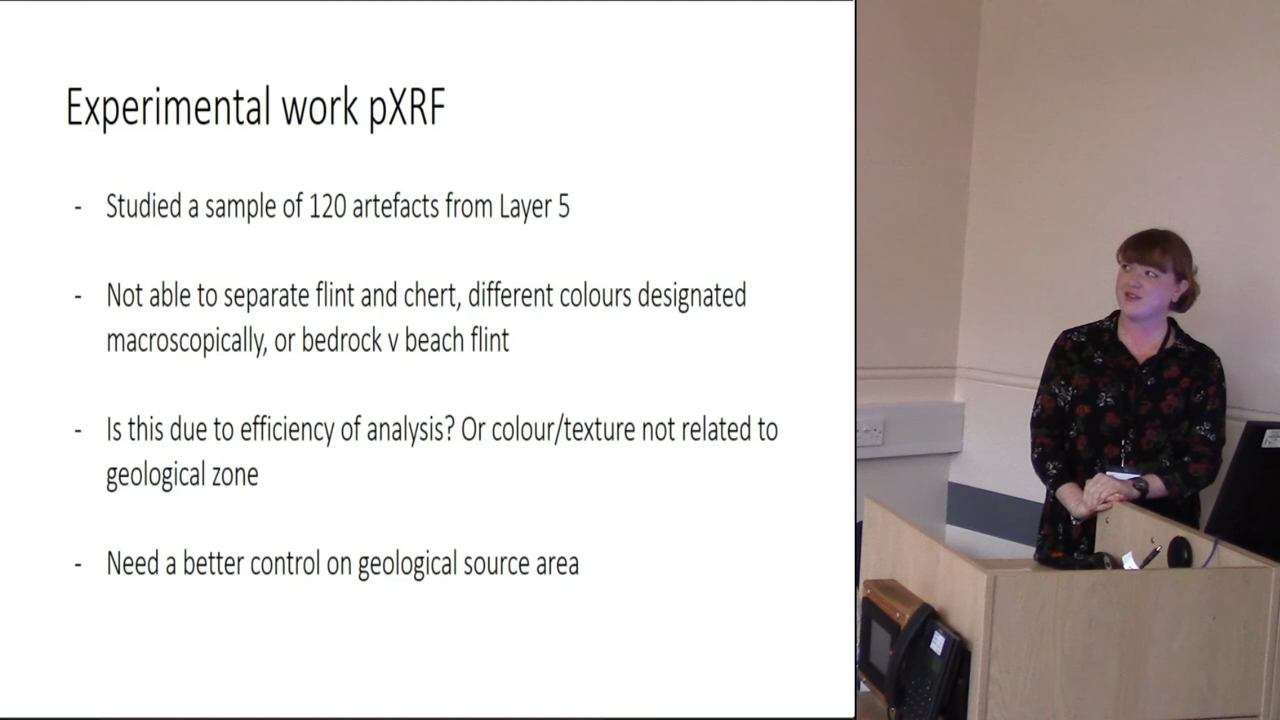 Experimental work pXRF
- Studied a sample of 120 artefacts from Layer 5
- Not able to separate flint and chert, different colours designated
macroscopically, or bedrock v beach flint
- Is this due to efficiency of analysis? Or colour/texture not related to
geological zone
- Need a better control on geological source area